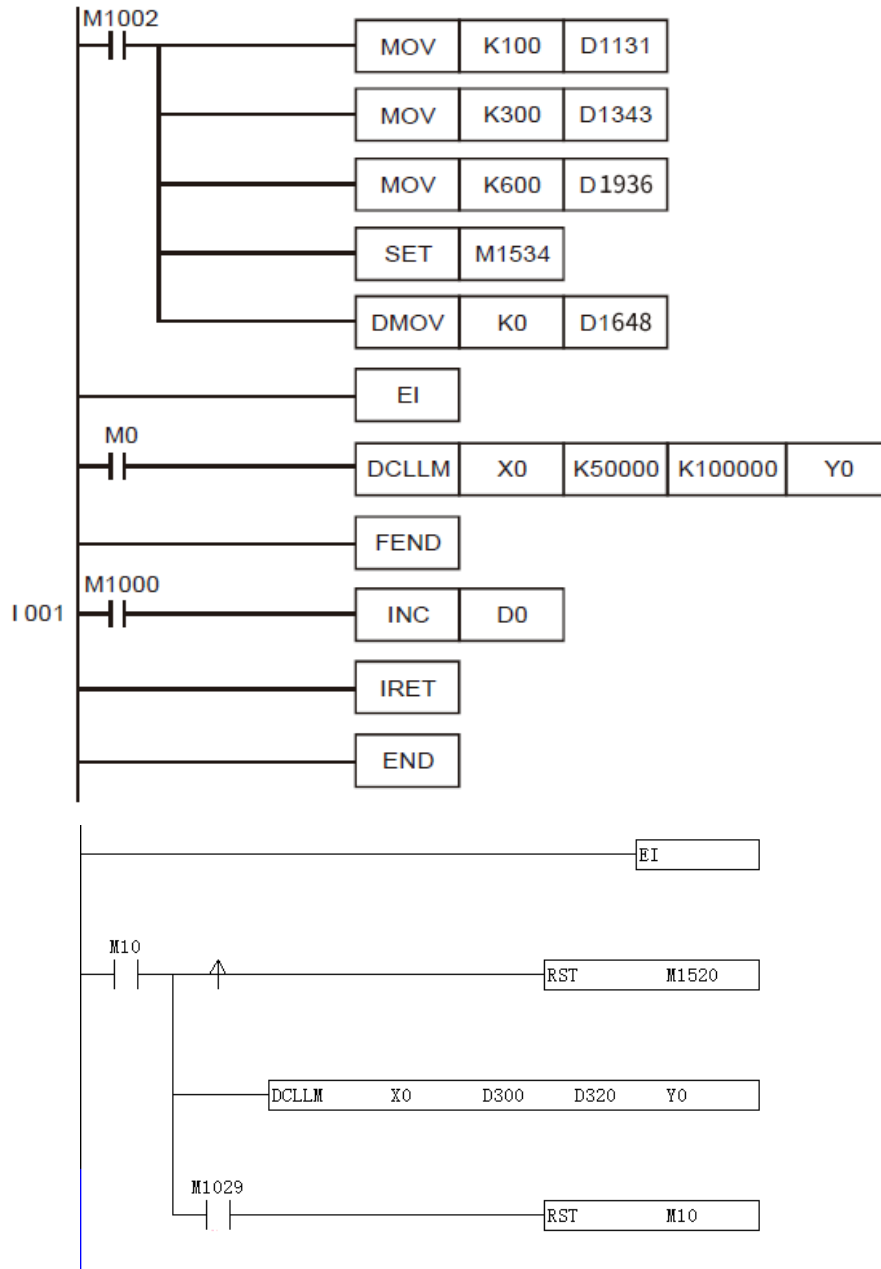 M1002
MOV K100 D1131
MOV K300 D1343
MOV K600 D1936
SET M1534
DMOV K0 D1648
EI
M0
DCLLM X0 K50000 K100000 Y0
FEND
M1000
I 001 INC D0
IRET
END
EI
M10
RST M1520
DCLLM X0 D300 D320 Y0
M1029
RST M10